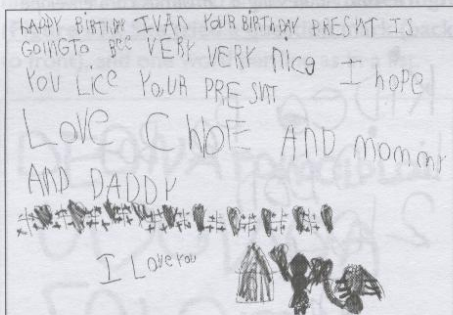 HAPPY BIRTHDAY IVAN YOUR BIRTHDAY PRESNT IS
GOINGTO BEE VERY VERY nice I hope
YOU LICE YOUR PRESNT
LOVE CHOE AND mommy
AND DADDY
I Love you